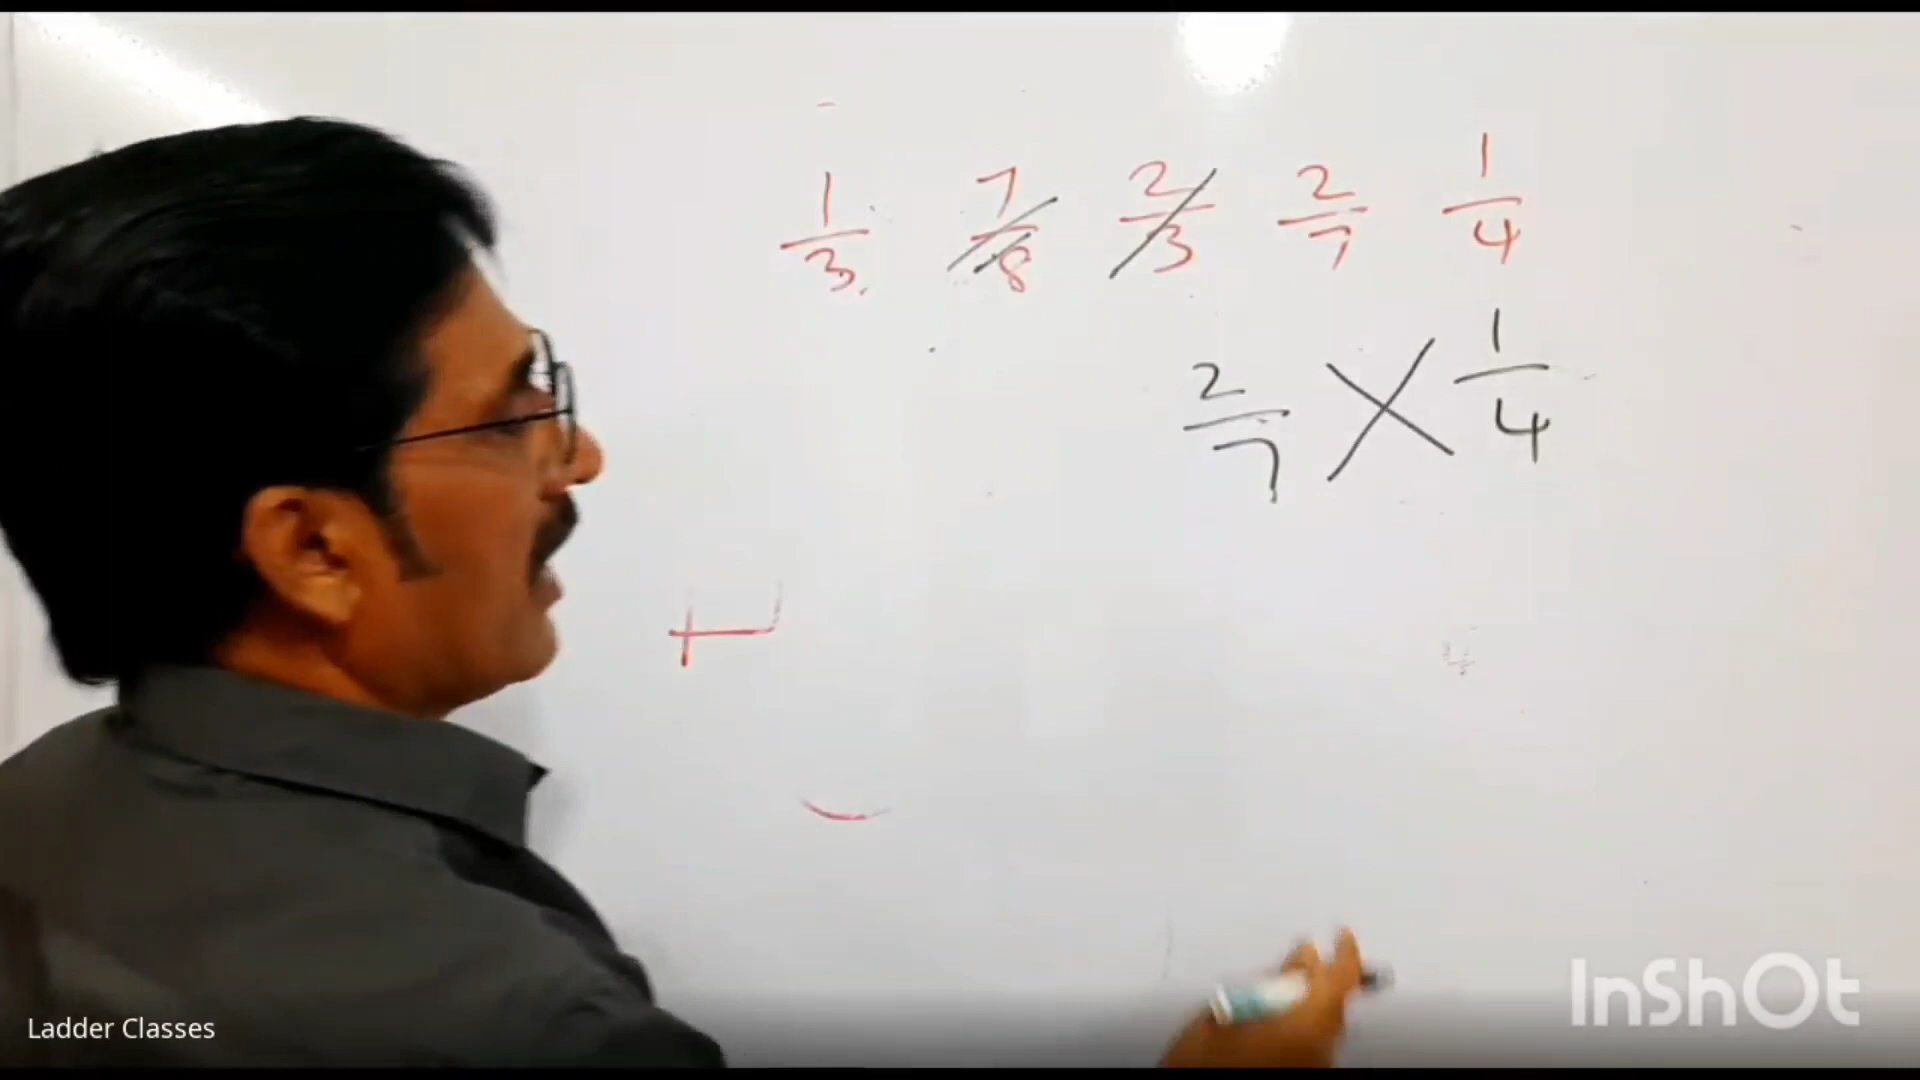 1/3 7/8 2/3 2/7 1/4
2/7 X 1/4
Ladder Classes
InShOt